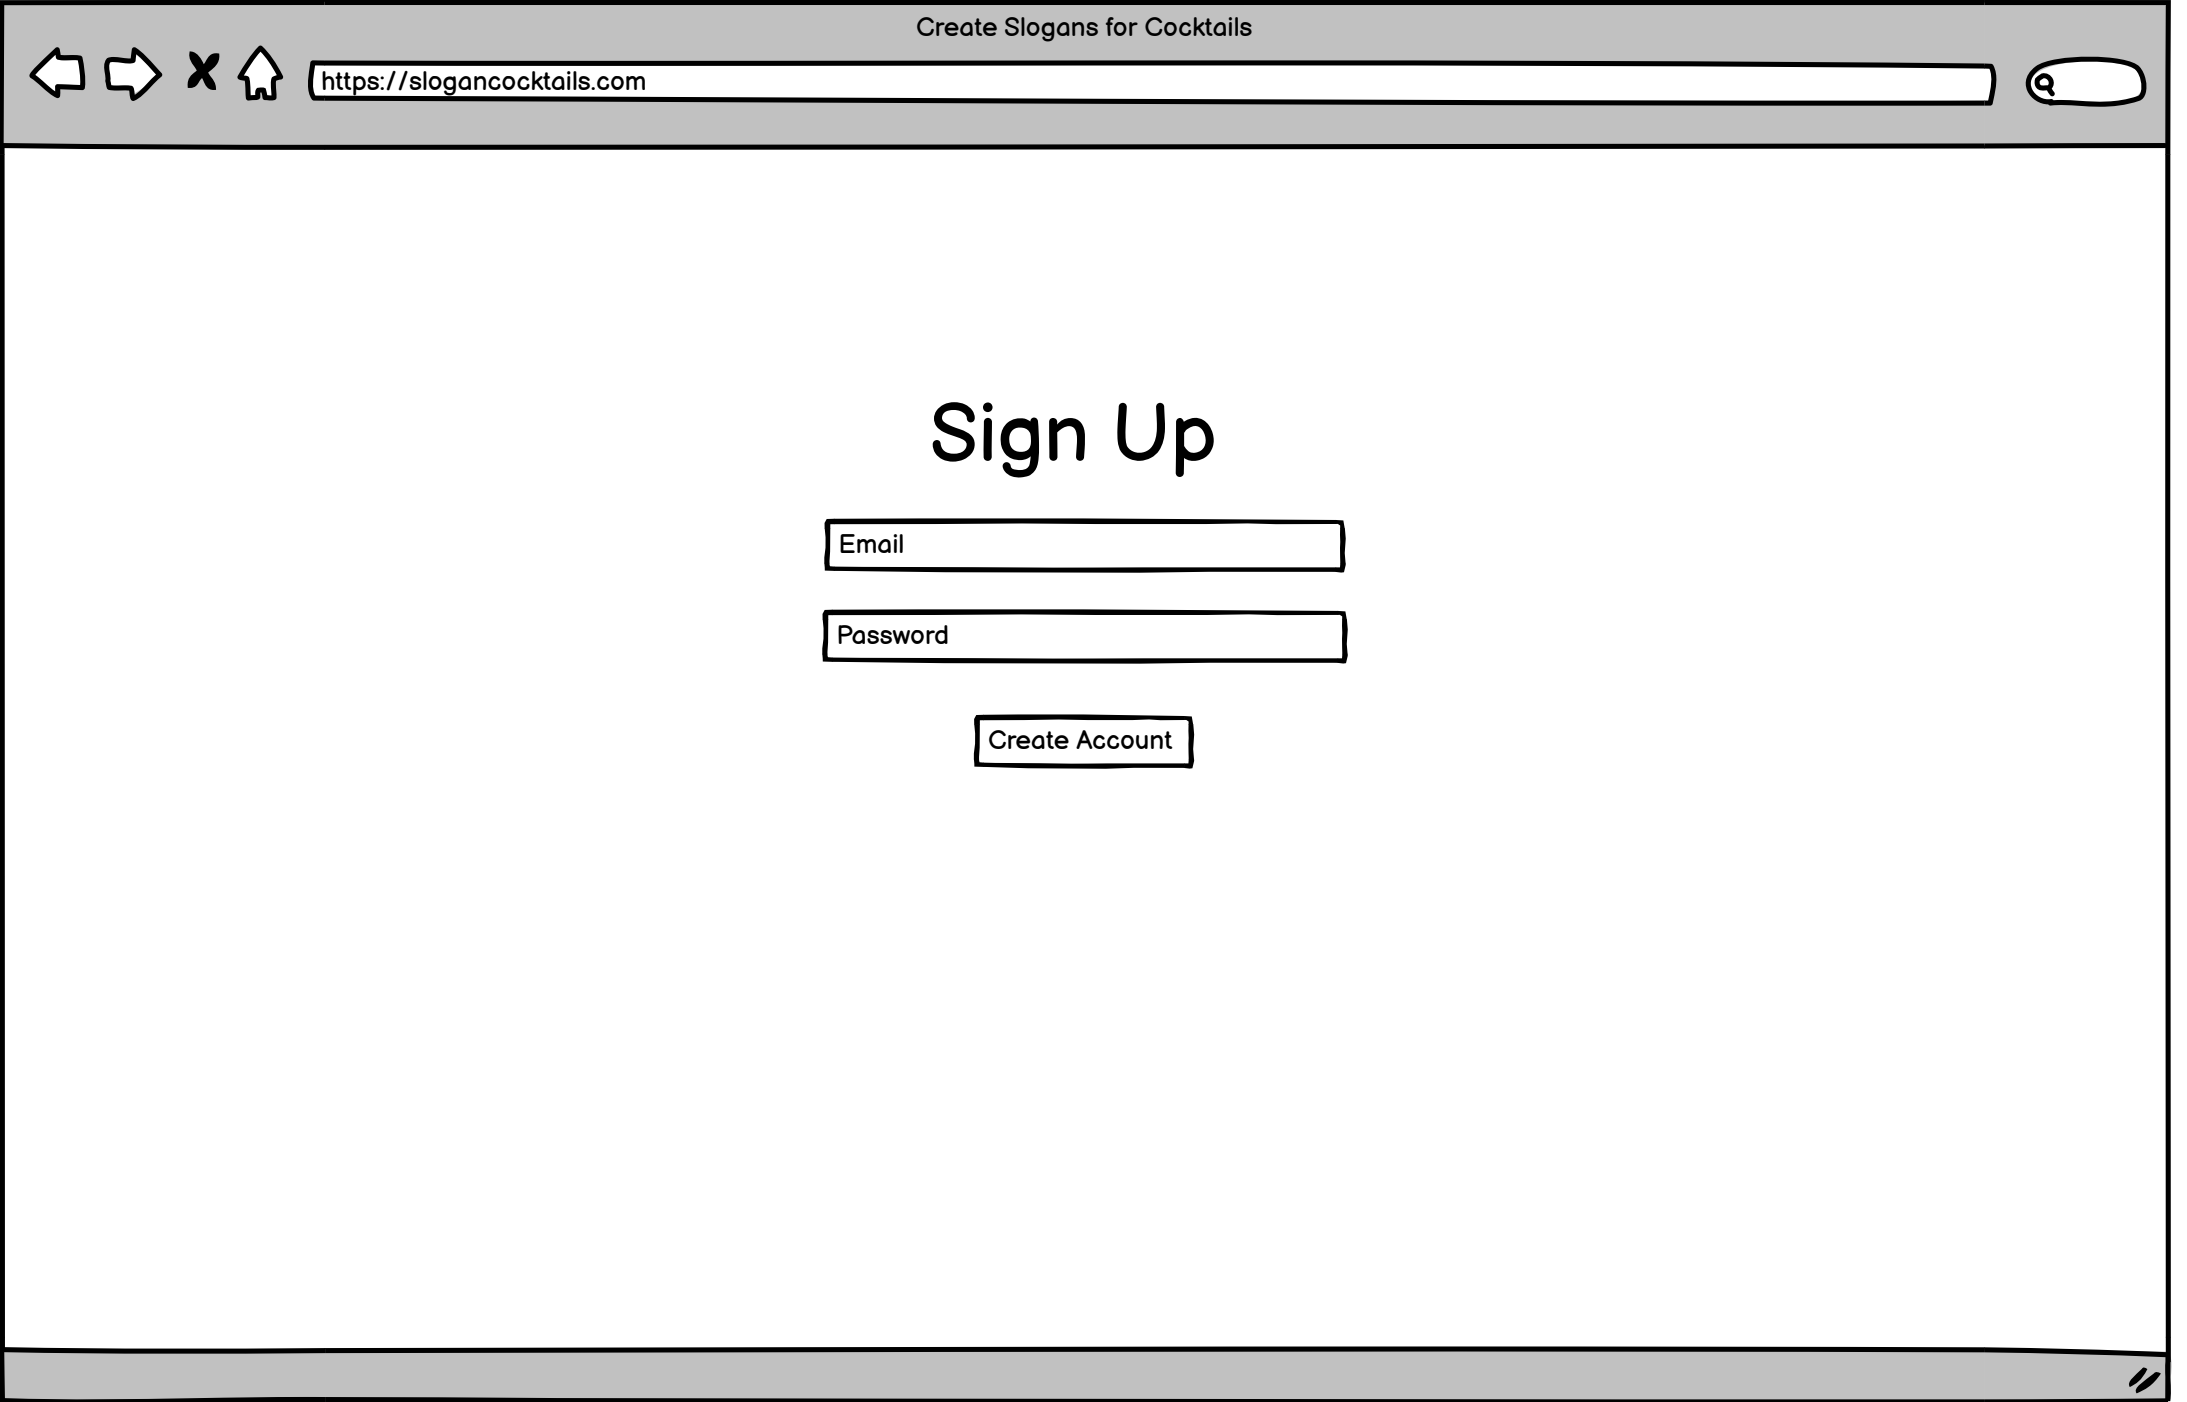 Create Slogans for Cocktails
https://slogancocktails.com
Sign Up
Email
Password
Create Account